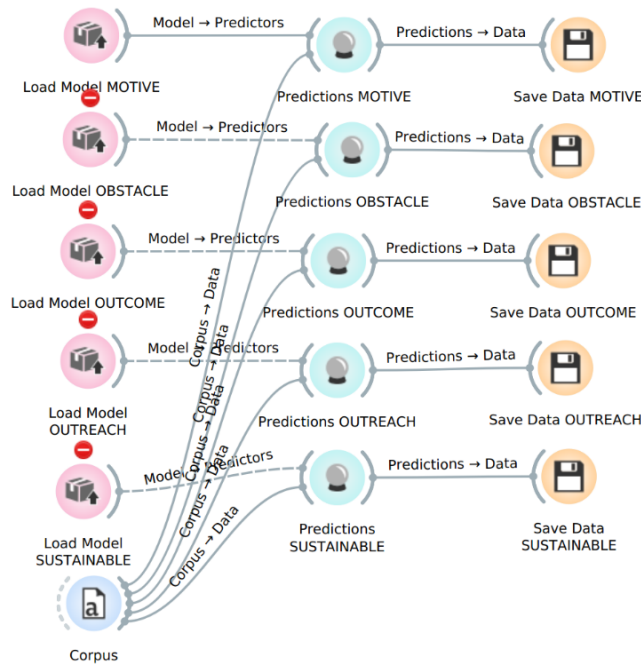 Model → Predictors
Predictions → Data
Load Model MOTIVE
Predictions MOTIVE
Save Data MOTIVE
Model → Predictors
Predictions → Data
Load Model OBSTACLE
Predictions OBSTACLE
Save Data OBSTACLE
Model → Predictors
Predictions → Data
Load Model OUTCOME
Predictions OUTCOME
Save Data OUTCOME
Corpus → Data
Model → Predictors
Predictions → Data
Load Model
OUTREACH
Predictions OUTREACH
Save Data OUTREACH
Corpus → Data
Corpus → Data
Model → Predictors
Predictions → Data
Corpus → Data
Corpus → Data
Load Model
SUSTAINABLE
Predictions
SUSTAINABLE
Save Data
SUSTAINABLE
a
Corpus